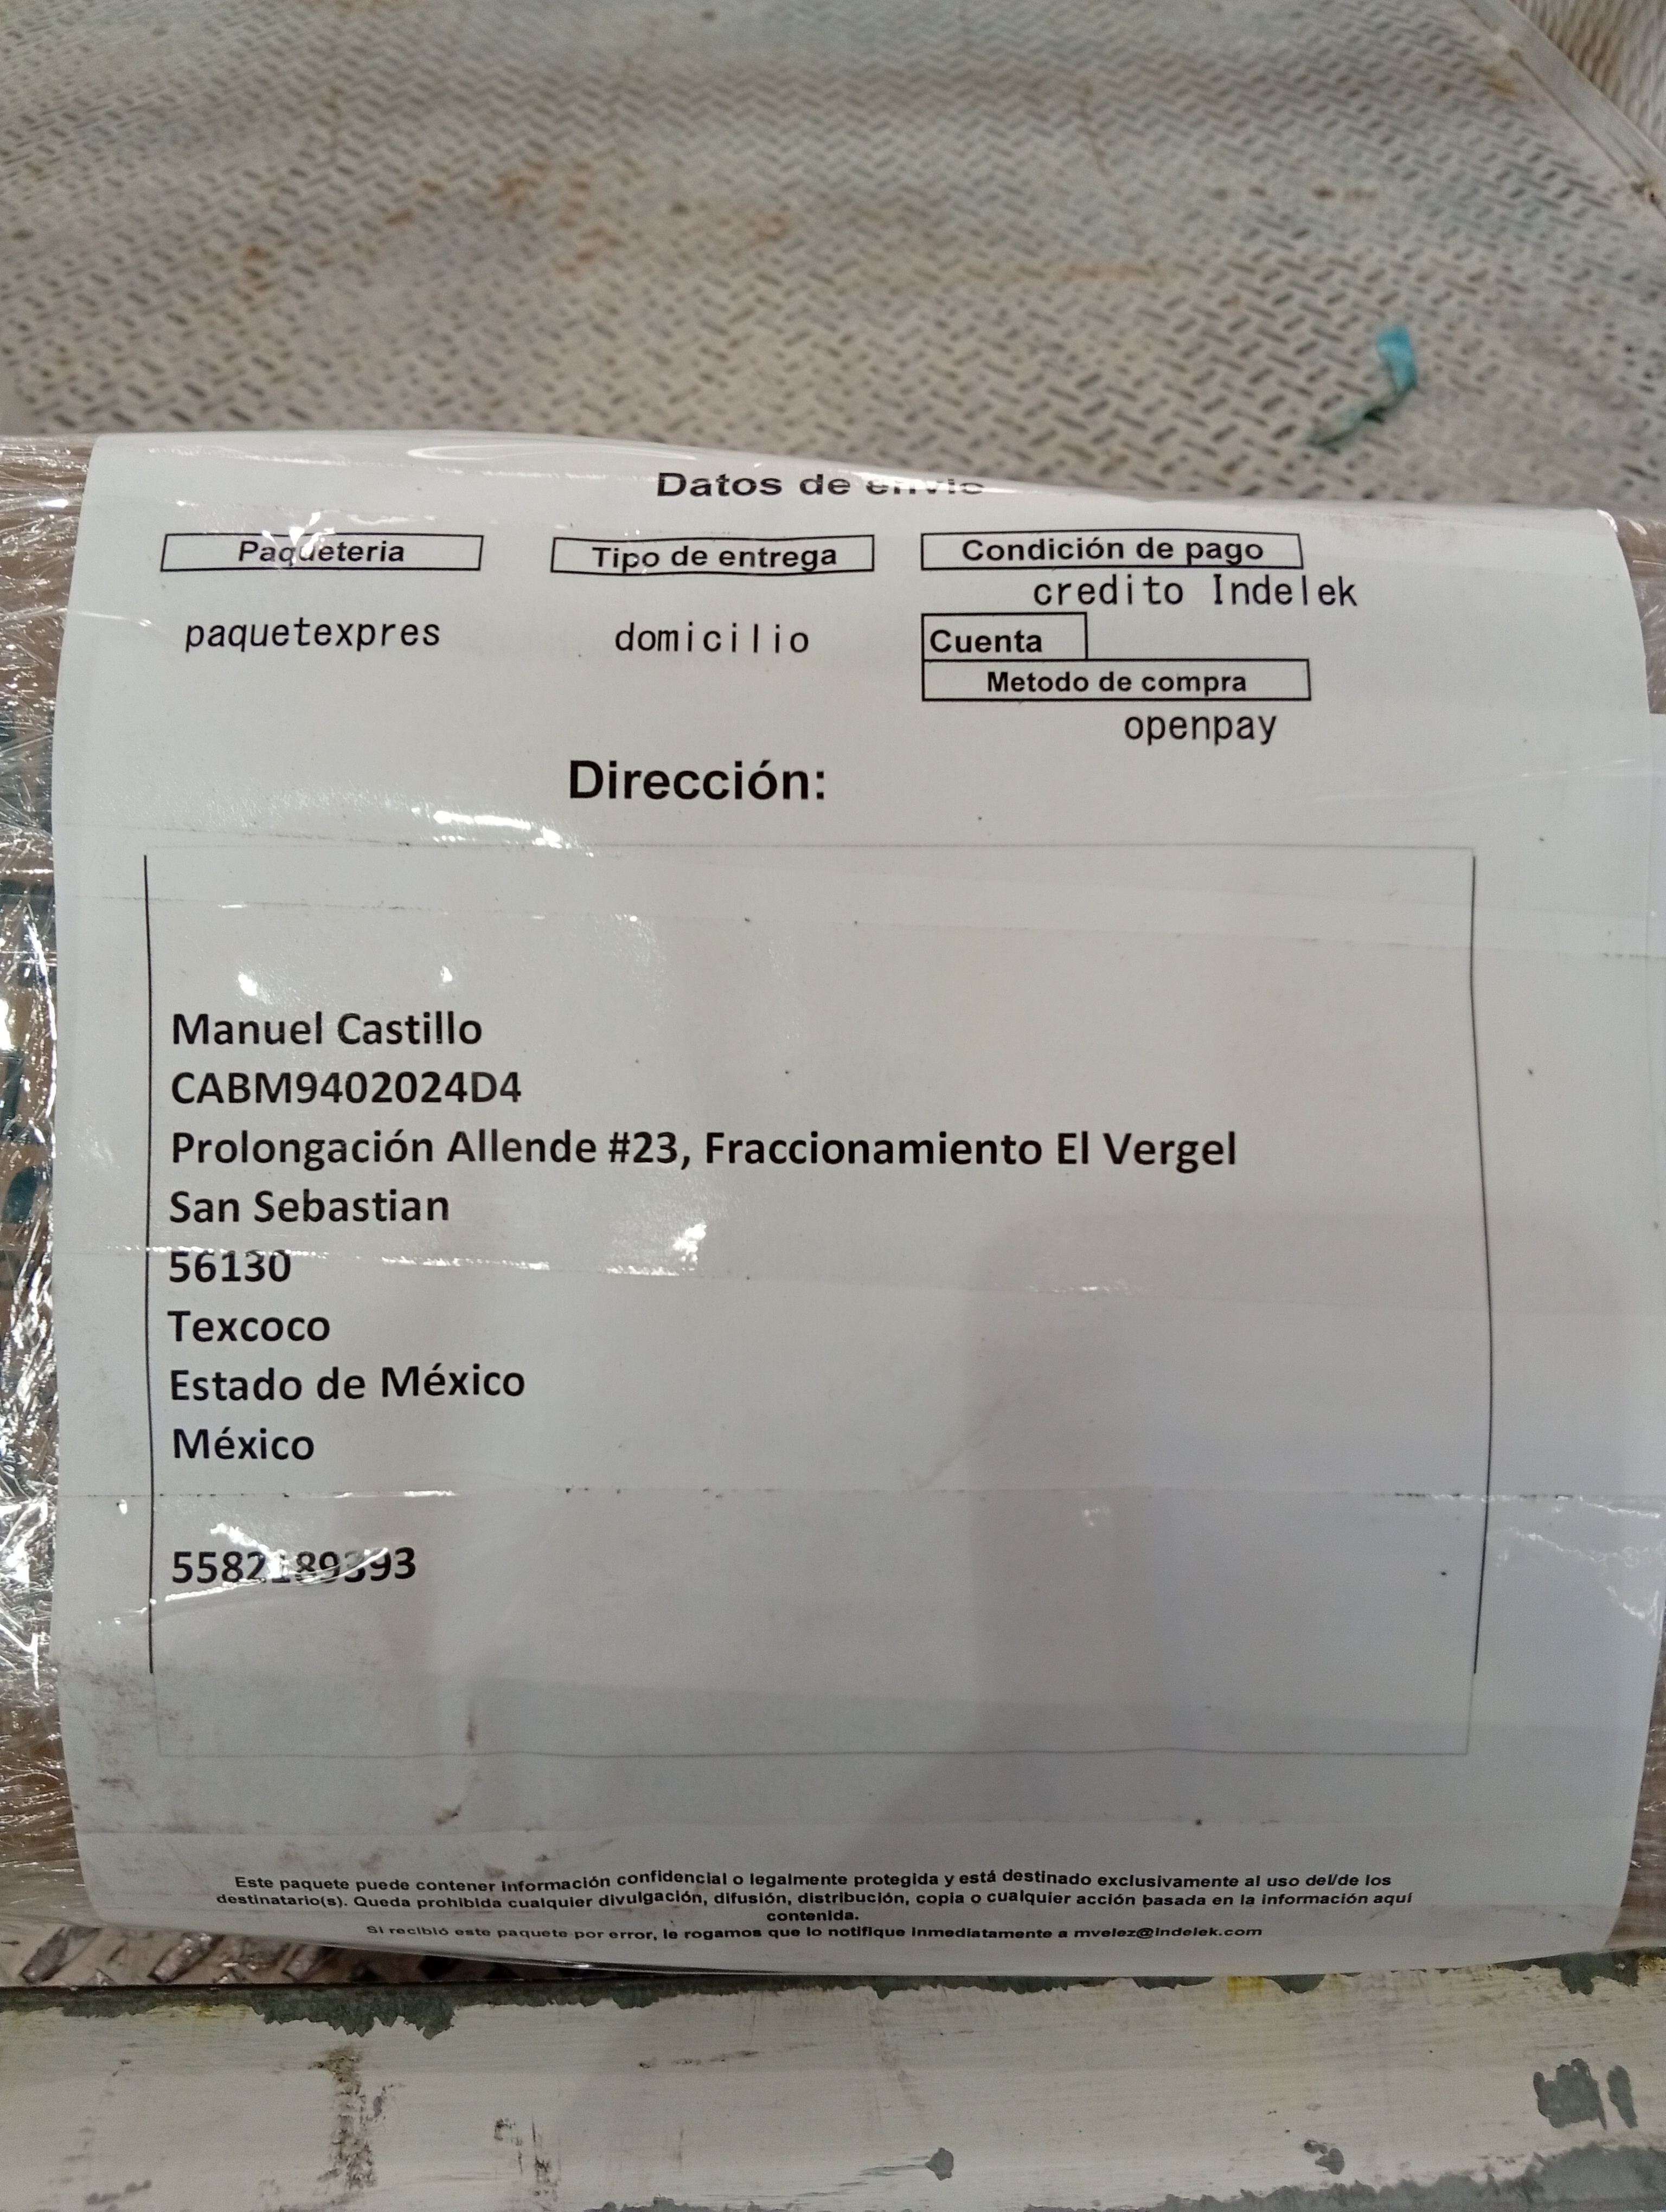 Datos de envio
Paqueteria
Tipo de entrega
Condición de pago
credito Indelek
paquetexpres
domicilio
Cuenta
Metodo de compra
openpay
Dirección:
Manuel Castillo
CABM9402024D4
Prolongación Allende #23, Fraccionamiento El Vergel
San Sebastian
56130
Texcoco
Estado de México
México
5582189393
Este paquete puede contener información confidencial o legalmente protegida y está destinado exclusivamente al uso del/de los
destinatario(s). Queda prohibida cualquier divulgación, difusión, distribución, copia o cualquier acción basada en la información aquí
contenida.
Si recibió este paquete por error, le rogamos que lo notifique inmediatamente a mvelez@indelek.com